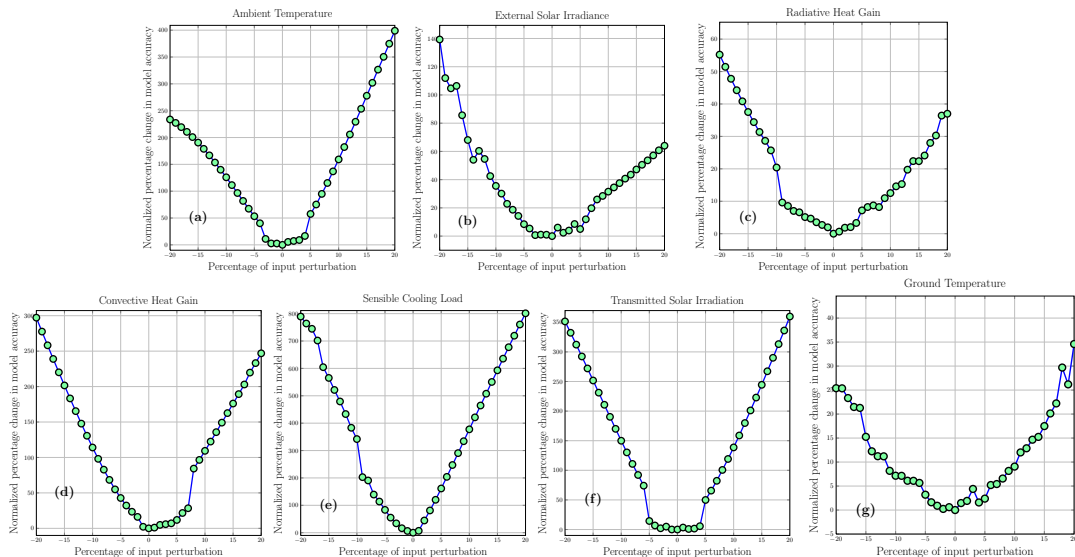 Ambient Temperature
Normalized percentage change in model accuracy
400
350
300
250
200
150
100
50
0
(a)
−20 −15 −10 −5 0 5 10 15 20
Percentage of input perturbation
External Solar Irradiance
Normalized percentage change in model accuracy
140
120
100
80
60
40
20
0
(b)
−20 −15 −10 −5 0 5 10 15 20
Percentage of input perturbation
Radiative Heat Gain
Normalized percentage change in model accuracy
60
50
40
30
20
10
0
(c)
−20 −15 −10 −5 0 5 10 15 20
Percentage of input perturbation
Convective Heat Gain
Normalized percentage change in model accuracy
300
250
200
150
100
50
0
(d)
−20 −15 −10 −5 0 5 10 15 20
Percentage of input perturbation
Sensible Cooling Load
Normalized percentage change in model accuracy
800
700
600
500
400
300
200
100
0
(e)
−20 −15 −10 −5 0 5 10 15 20
Percentage of input perturbation
Transmitted Solar Irradiation
Normalized percentage change in model accuracy
350
300
250
200
150
100
50
0
(f)
−20 −15 −10 −5 0 5 10 15 20
Percentage of input perturbation
Ground Temperature
Normalized percentage change in model accuracy
40
35
30
25
20
15
10
5
0
−5
(g)
−20 −15 −10 −5 0 5 10 15 20
Percentage of input perturbation